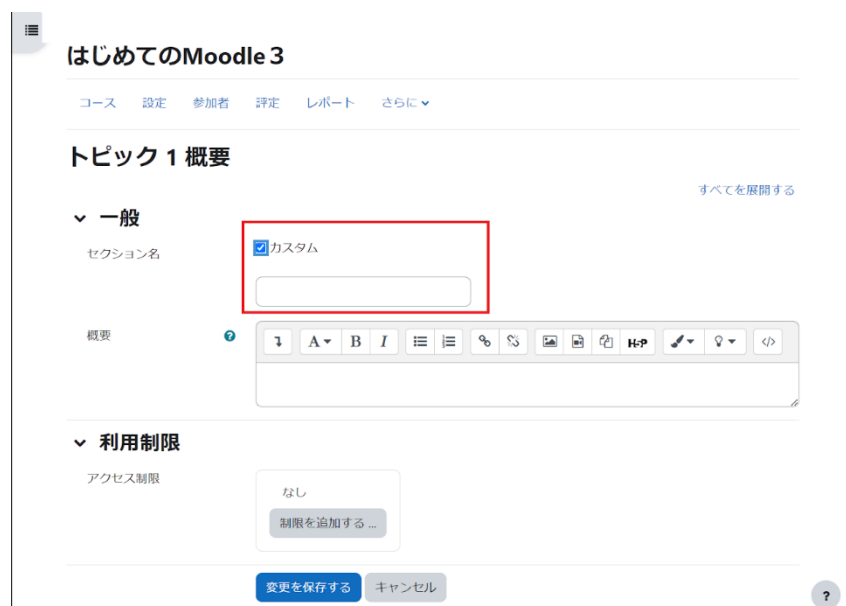 はじめてのMoodle３
コース 設定 参加者 評定 レポート さらに
トピック 1 概要
すべてを展開する
一般
セクション名
カスタム
概要
A B I H-P </>
利用制限
アクセス制限
なし
制限を追加する ...
変更を保存する キャンセル
?